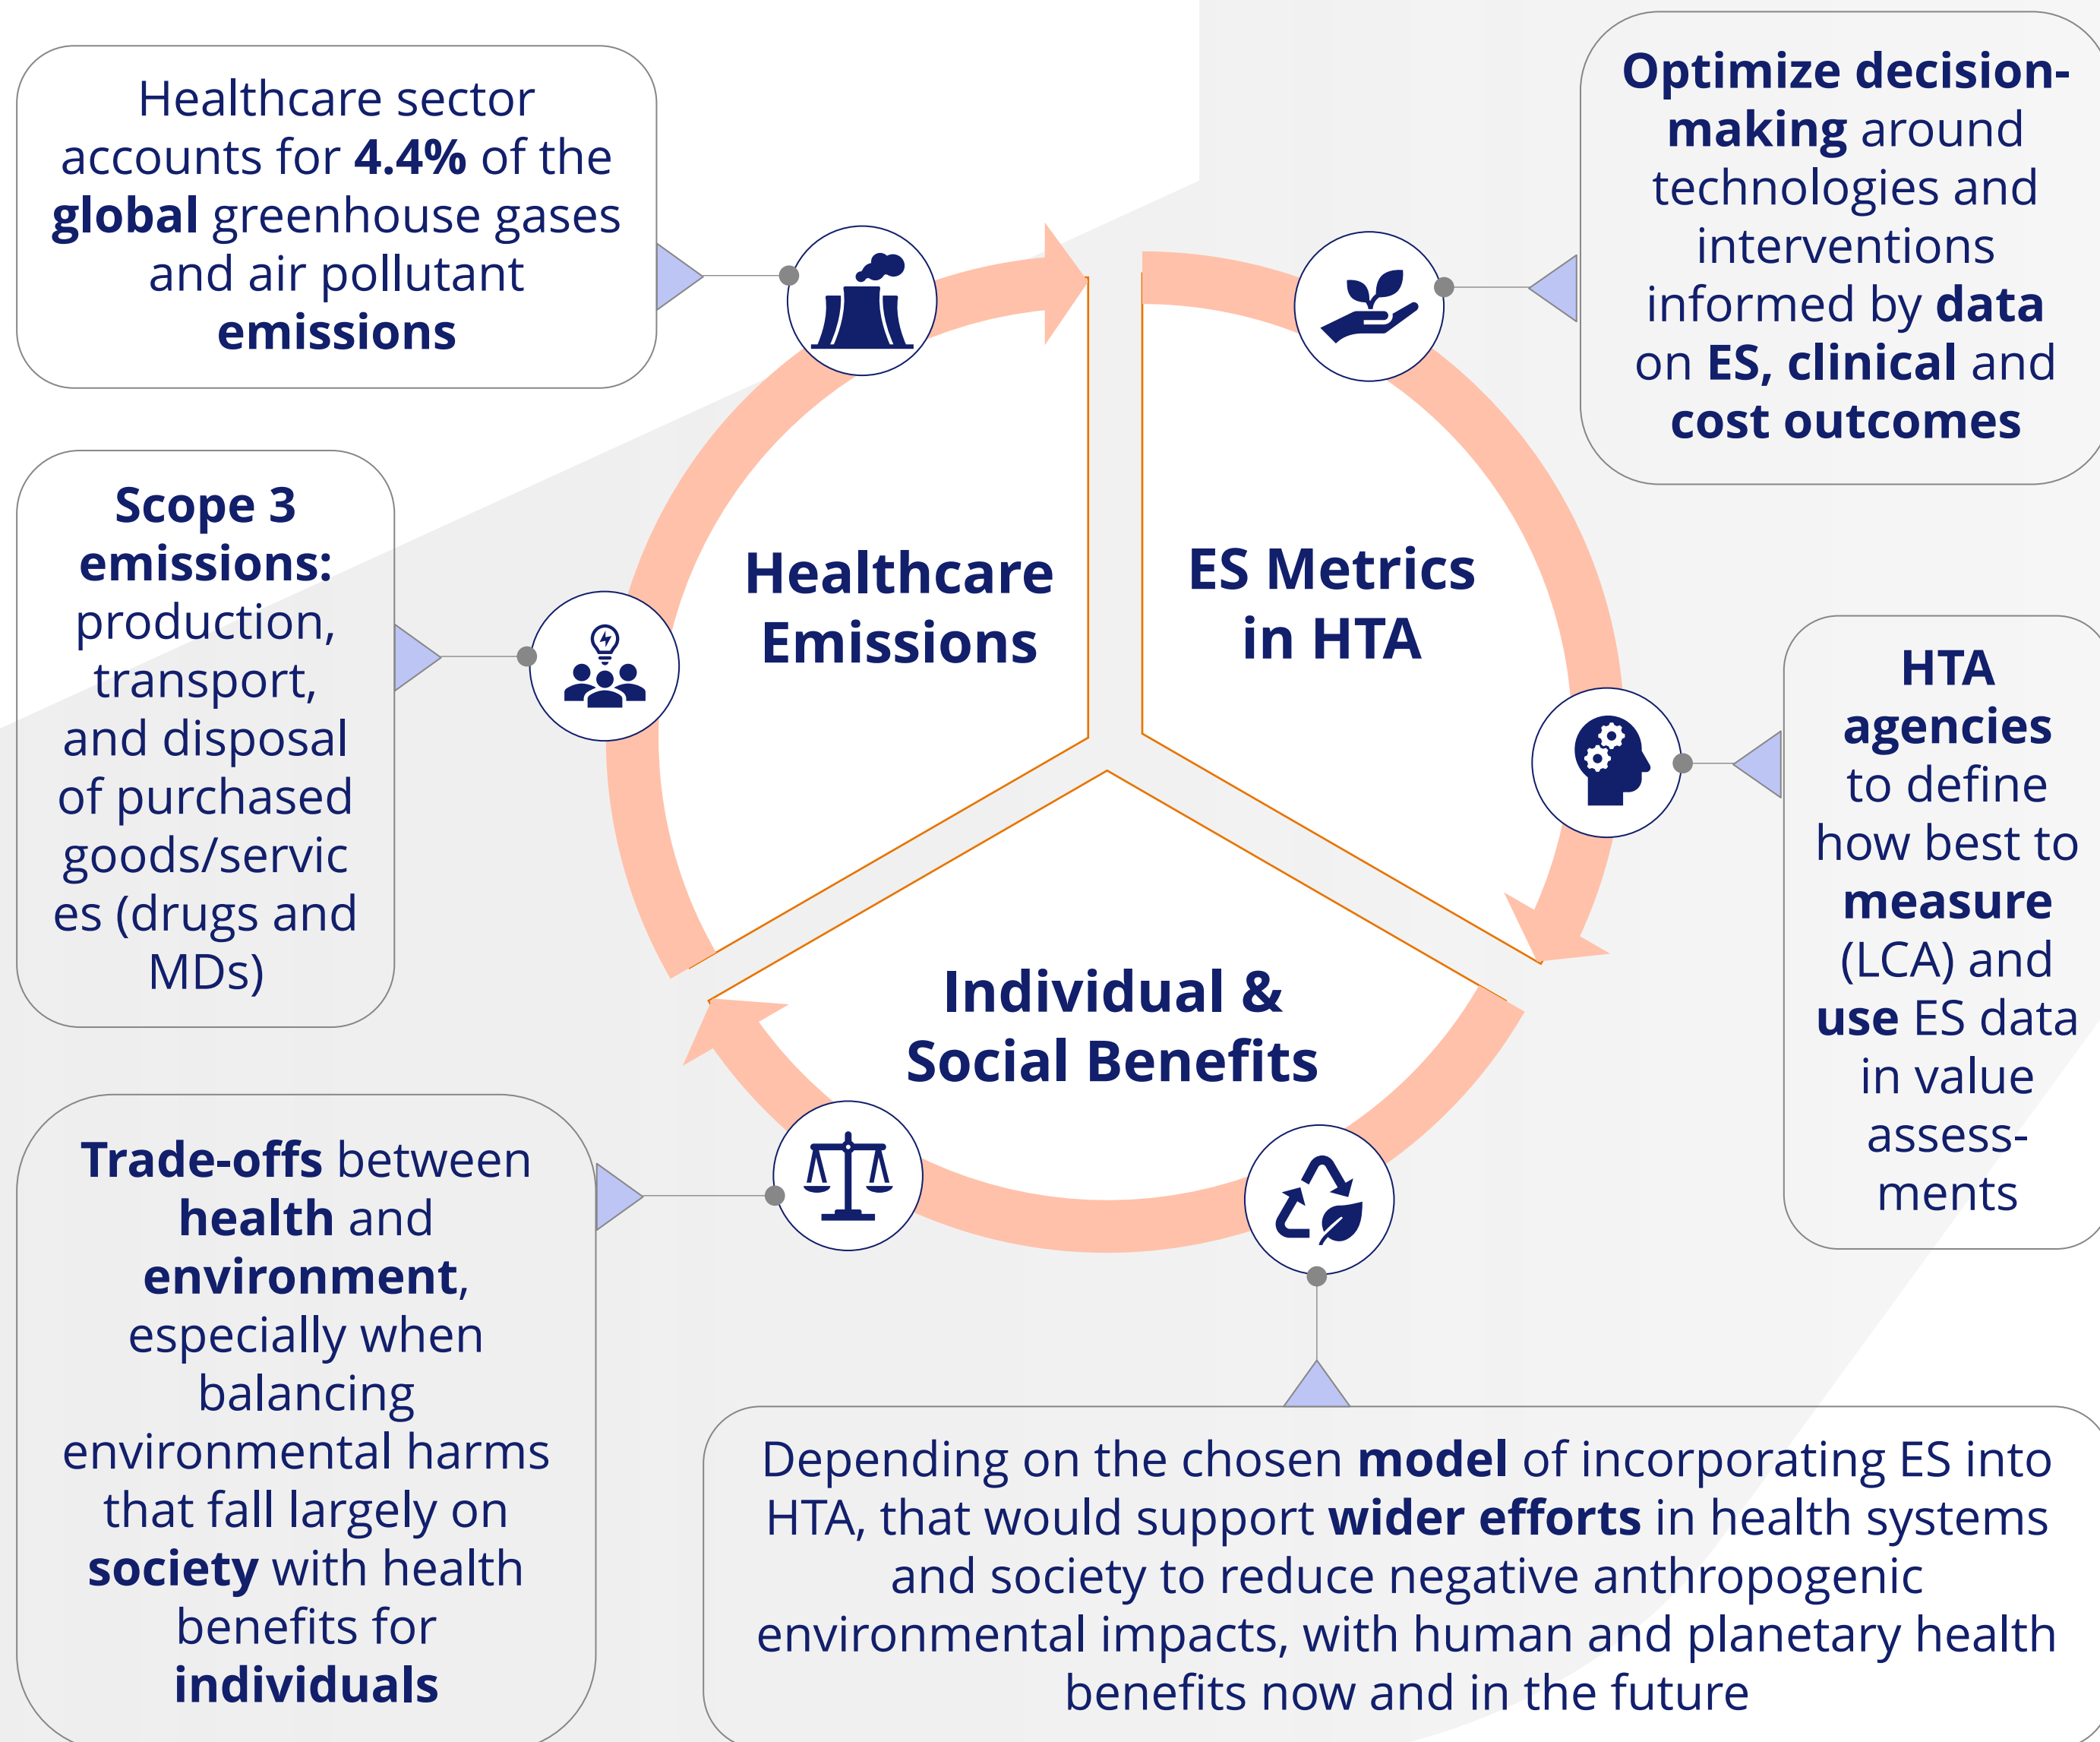 Healthcare sector
accounts for 4.4% of the
global greenhouse gases
and air pollutant
emissions
Optimize decision-
making around
technologies and
interventions
informed by data
on ES, clinical and
cost outcomes
Scope 3
emissions:
production,
transport,
and disposal
of purchased
goods/servic
es (drugs and
MDs)
Healthcare
Emissions
ES Metrics
in HTA
HTA
agencies
to define
how best to
measure
(LCA) and
use ES data
in value
assess-
ments
Individual &
Social Benefits
Trade-offs between
health and
environment,
especially when
balancing
environmental harms
that fall largely on
society with health
benefits for
individuals
Depending on the chosen model of incorporating ES into
HTA, that would support wider efforts in health systems
and society to reduce negative anthropogenic
environmental impacts, with human and planetary health
benefits now and in the future